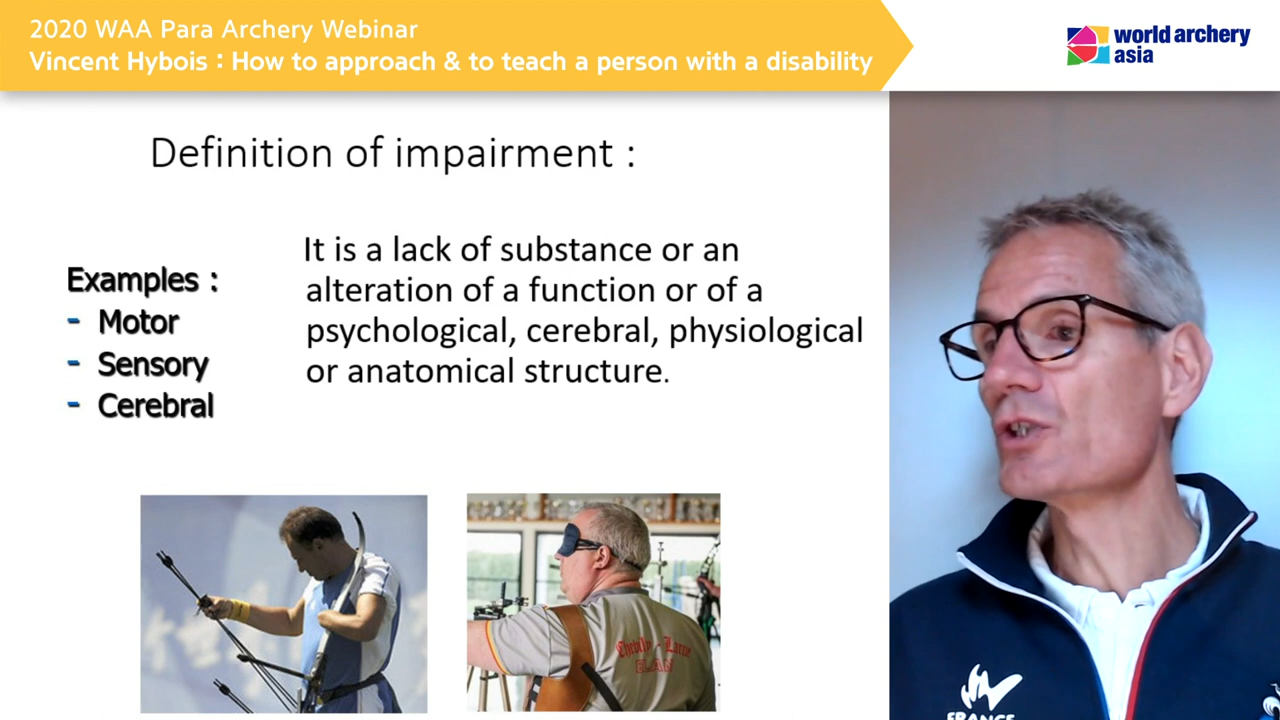 2020 WAA Para Archery Webinar
Vincent Hybois : How to approach & to teach a person with a disability
world archery
asia
Definition of impairment :
Examples :
- Motor
- Sensory
- Cerebral
It is a lack of substance or an
alteration of a function or of a
psychological, cerebral, physiological
or anatomical structure.
FRANCE